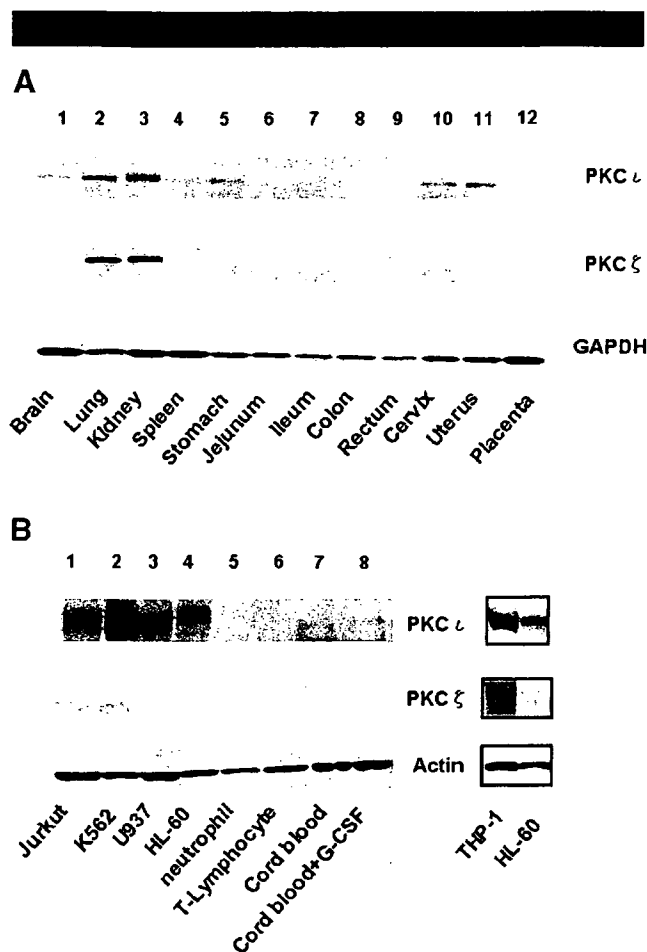 A
1 2 3 4 5 6 7 8 9 10 11 12
PKC ι
PKC ζ
GAPDH
Brain Lung Kidney Spleen Stomach Jejunum Ileum Colon Rectum Cervix Uterus Placenta
B
1 2 3 4 5 6 7 8
PKC ι
PKC ζ
Actin
Jurkut K562 U937 HL-60 neutrophil T-Lymphocyte Cord blood Cord blood+G-CSF THP-1 HL-60